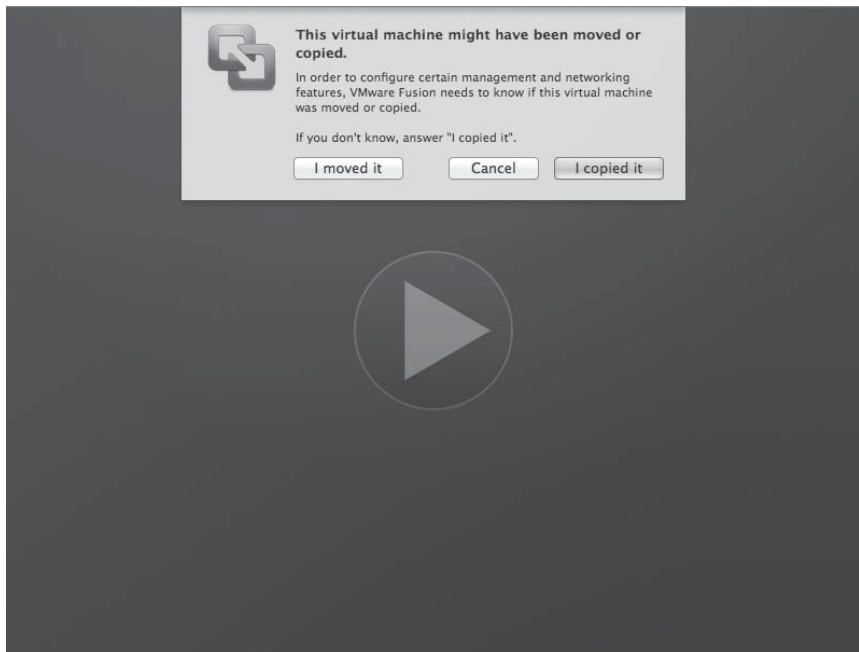 This virtual machine might have been moved or
copied.
In order to configure certain management and networking
features, VMware Fusion needs to know if this virtual machine
was moved or copied.
If you don't know, answer "I copied it".
I moved it
Cancel
I copied it